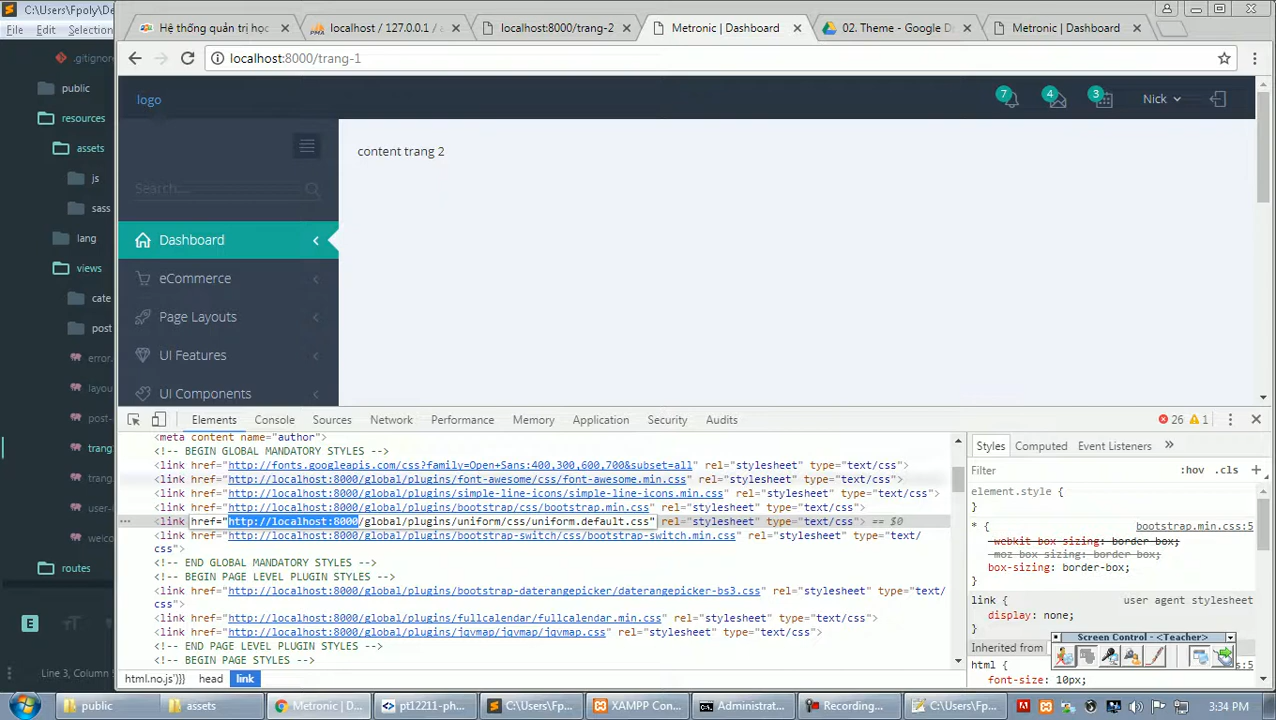 C:\Users\Fpoly\De
File Edit Selection
.gitignor
public
resources
assets
js
sass
lang
views
cate
post
error.
layou
post-
trang
trang.
user-
welco
routes
Line 3, Column
Hệ thống quản trị học
localhost / 127.0.0.1 /
localhost:8000/trang-2
Metronic | Dashboard
02. Theme - Google D
Metronic | Dashboard
localhost:8000/trang-1
logo
7
4
3
Nick
Search...
content trang 2
Dashboard
eCommerce
Page Layouts
UI Features
UI Components
Elements Console Sources Network Performance Memory Application Security Audits
26 1
<meta content name="author">
<!-- BEGIN GLOBAL MANDATORY STYLES -->
<link href="http://fonts.googleapis.com/css?family=Open+Sans:400,300,600,700&subset=all" rel="stylesheet" type="text/css">
<link href="http://localhost:8000/global/plugins/font-awesome/css/font-awesome.min.css" rel="stylesheet" type="text/css">
<link href="http://localhost:8000/global/plugins/simple-line-icons/simple-line-icons.min.css" rel="stylesheet" type="text/css">
<link href="http://localhost:8000/global/plugins/bootstrap/css/bootstrap.min.css" rel="stylesheet" type="text/css">
<link href="http://localhost:8000/global/plugins/uniform/css/uniform.default.css" rel="stylesheet" type="text/css"> == $0
<link href="http://localhost:8000/global/plugins/bootstrap-switch/css/bootstrap-switch.min.css" rel="stylesheet" type="text/
css">
<!-- END GLOBAL MANDATORY STYLES -->
<!-- BEGIN PAGE LEVEL PLUGIN STYLES -->
<link href="http://localhost:8000/global/plugins/bootstrap-daterangepicker/daterangepicker-bs3.css" rel="stylesheet" type="text/
css">
<link href="http://localhost:8000/global/plugins/fullcalendar/fullcalendar.min.css" rel="stylesheet" type="text/css">
<link href="http://localhost:8000/global/plugins/jqvmap/jqvmap/jqvmap.css" rel="stylesheet" type="text/css">
<!-- END PAGE LEVEL PLUGIN STYLES -->
<!-- BEGIN PAGE STYLES -->
html.no.js')}} head link
Styles Computed Event Listeners »
Filter :hov .cls +
element.style {
}
* { bootstrap.min.css:5
-webkit-box-sizing: border-box;
-moz-box-sizing: border-box;
box-sizing: border-box;
}
link { user agent stylesheet
display: none;
}
Inherited from
html { s:5
font-size: 10px;
Screen Control - <Teacher>
public
assets
Metronic | D...
pt12211-ph...
C:\Users\Fp...
XAMPP Con...
Administrat...
Recording...
C:\Users\Fp...
3:34 PM